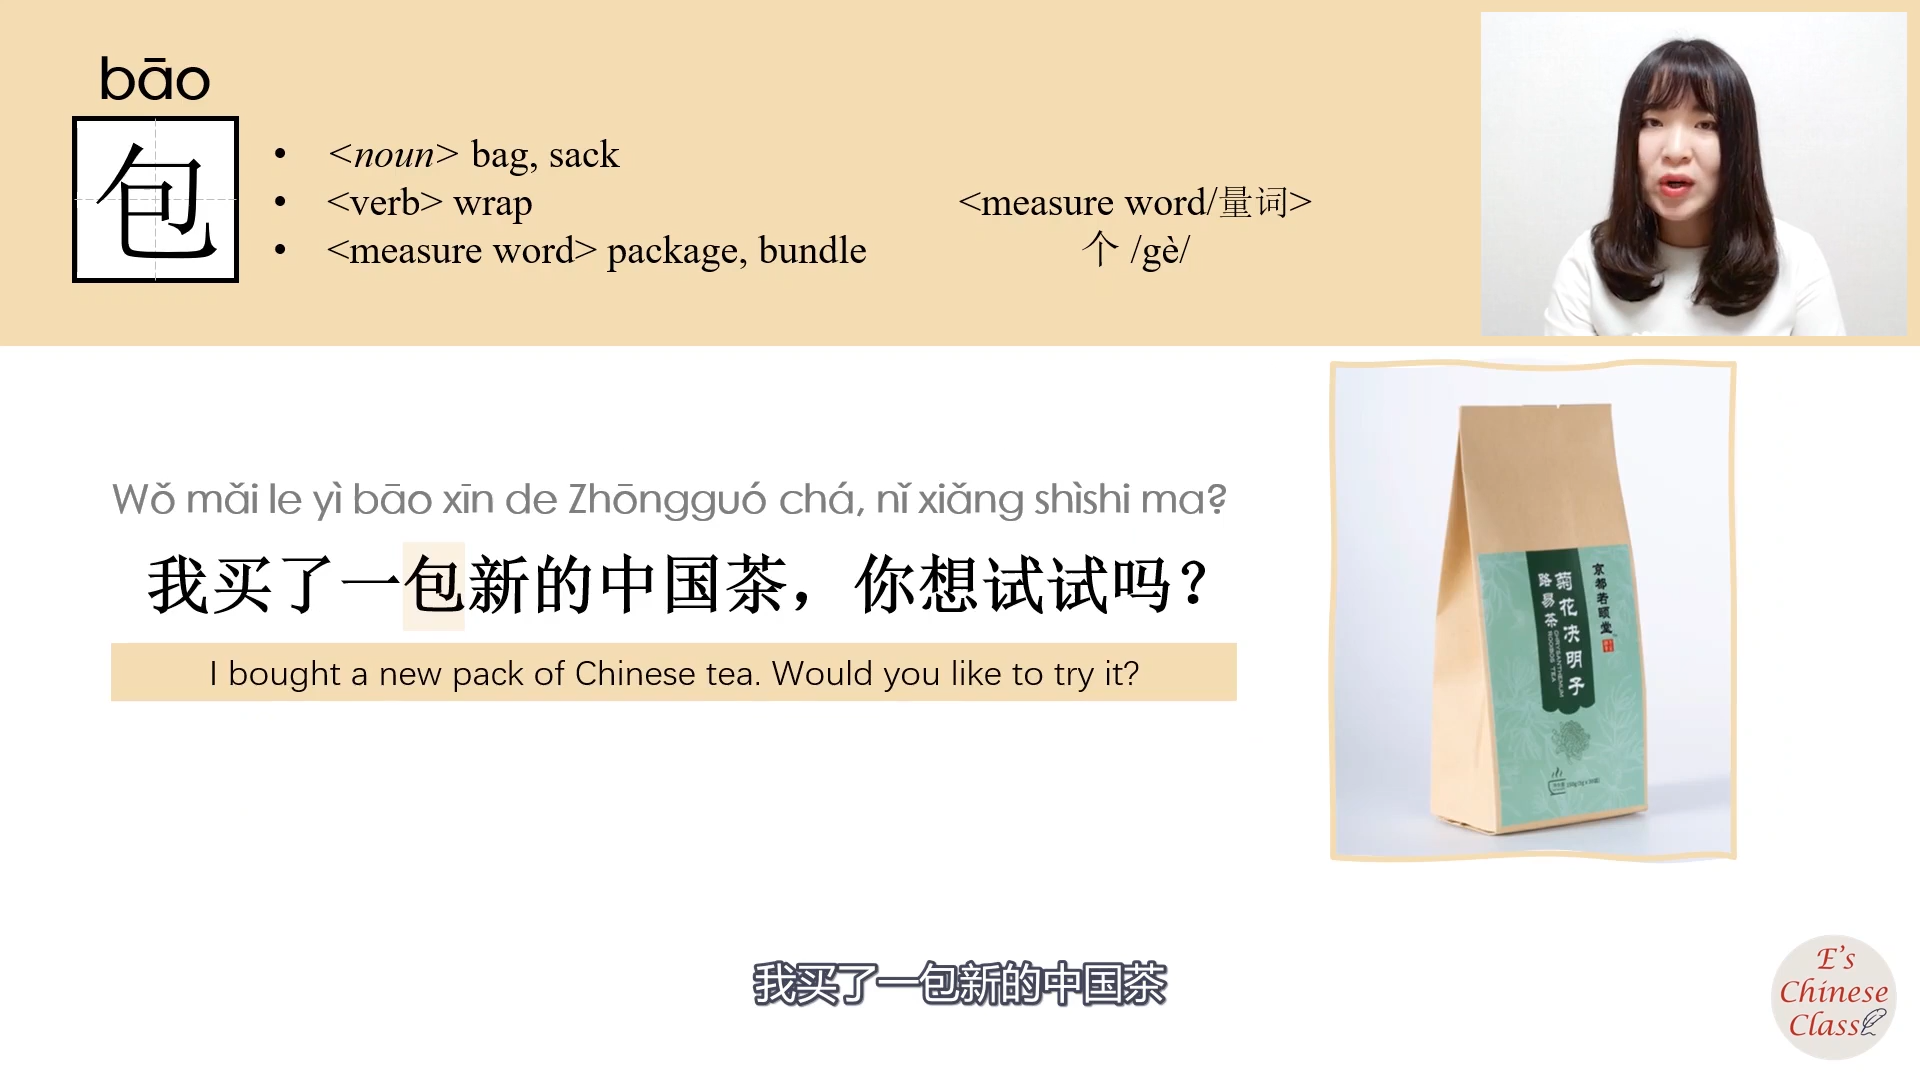 bāo
包
• <noun> bag, sack
• <verb> wrap
• <measure word> package, bundle
<measure word/量词>
个 /gè/
Wǒ mǎi le yì bāo xīn de Zhōngguó chá, nǐ xiǎng shìshi ma?
我买了一包新的中国茶，你想试试吗？
I bought a new pack of Chinese tea. Would you like to try it?
京都若颐堂
菊花决明子
路易茶
CHRYSANTHEMUM
ROOIBOS TEA
我买了一包新的中国茶
E's
Chinese
Class